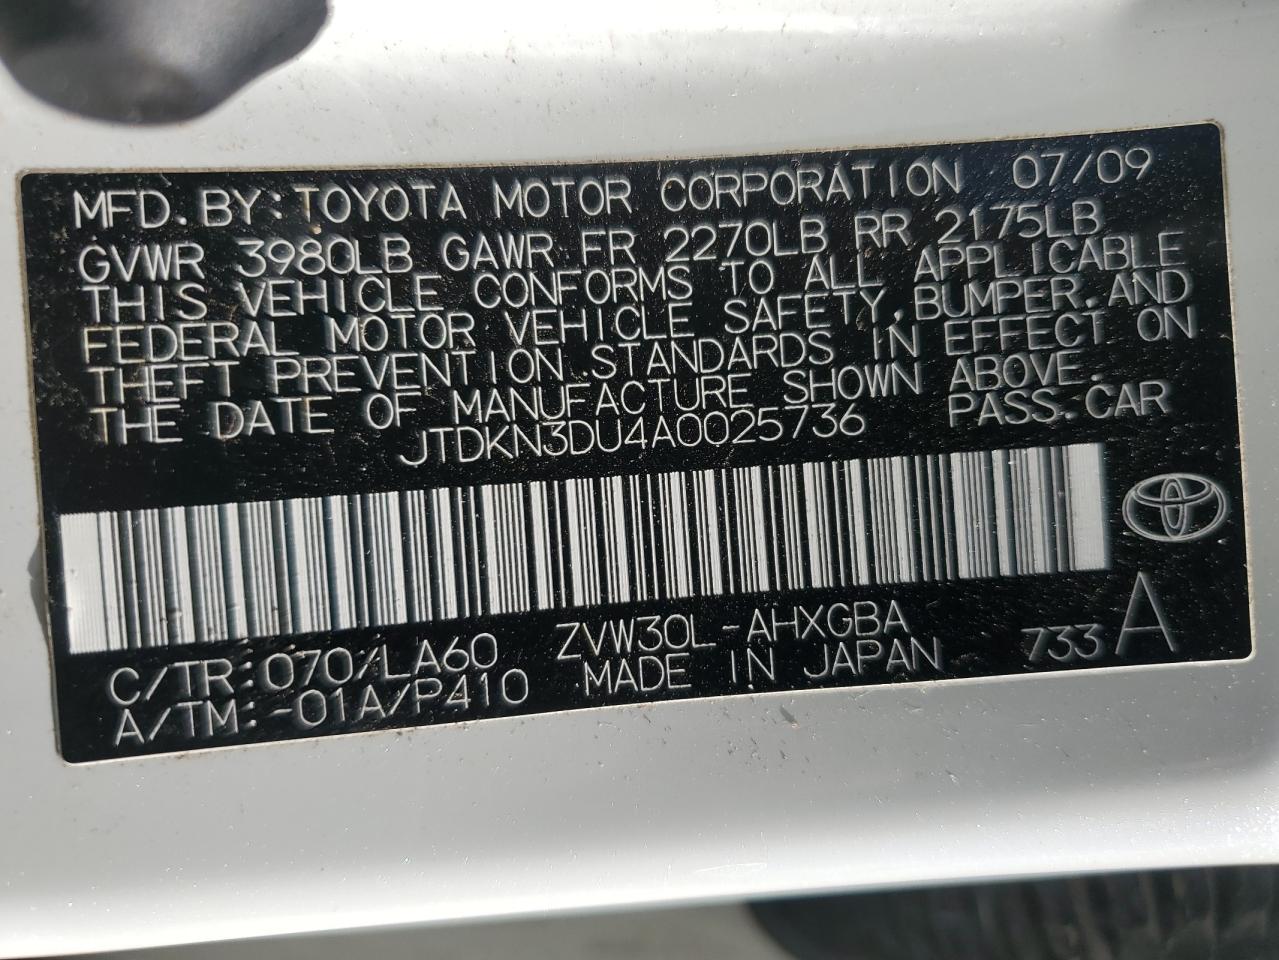 MFD. BY: TOYOTA MOTOR CORPORATION 07/09
GVWR 3980LB GAWR FR 2270LB RR 2175LB
THIS VEHICLE CONFORMS TO ALL APPLICABLE
FEDERAL MOTOR VEHICLE SAFETY, BUMPER, AND
THEFT PREVENTION STANDARDS IN EFFECT ON
THE DATE OF MANUFACTURE SHOWN ABOVE.
JTDKN3DU4A0025736 PASS. CAR
C/TR: 070/LA60 ZVW30L-AHXGBA
A/TM: -01A/P410 MADE IN JAPAN 733 A